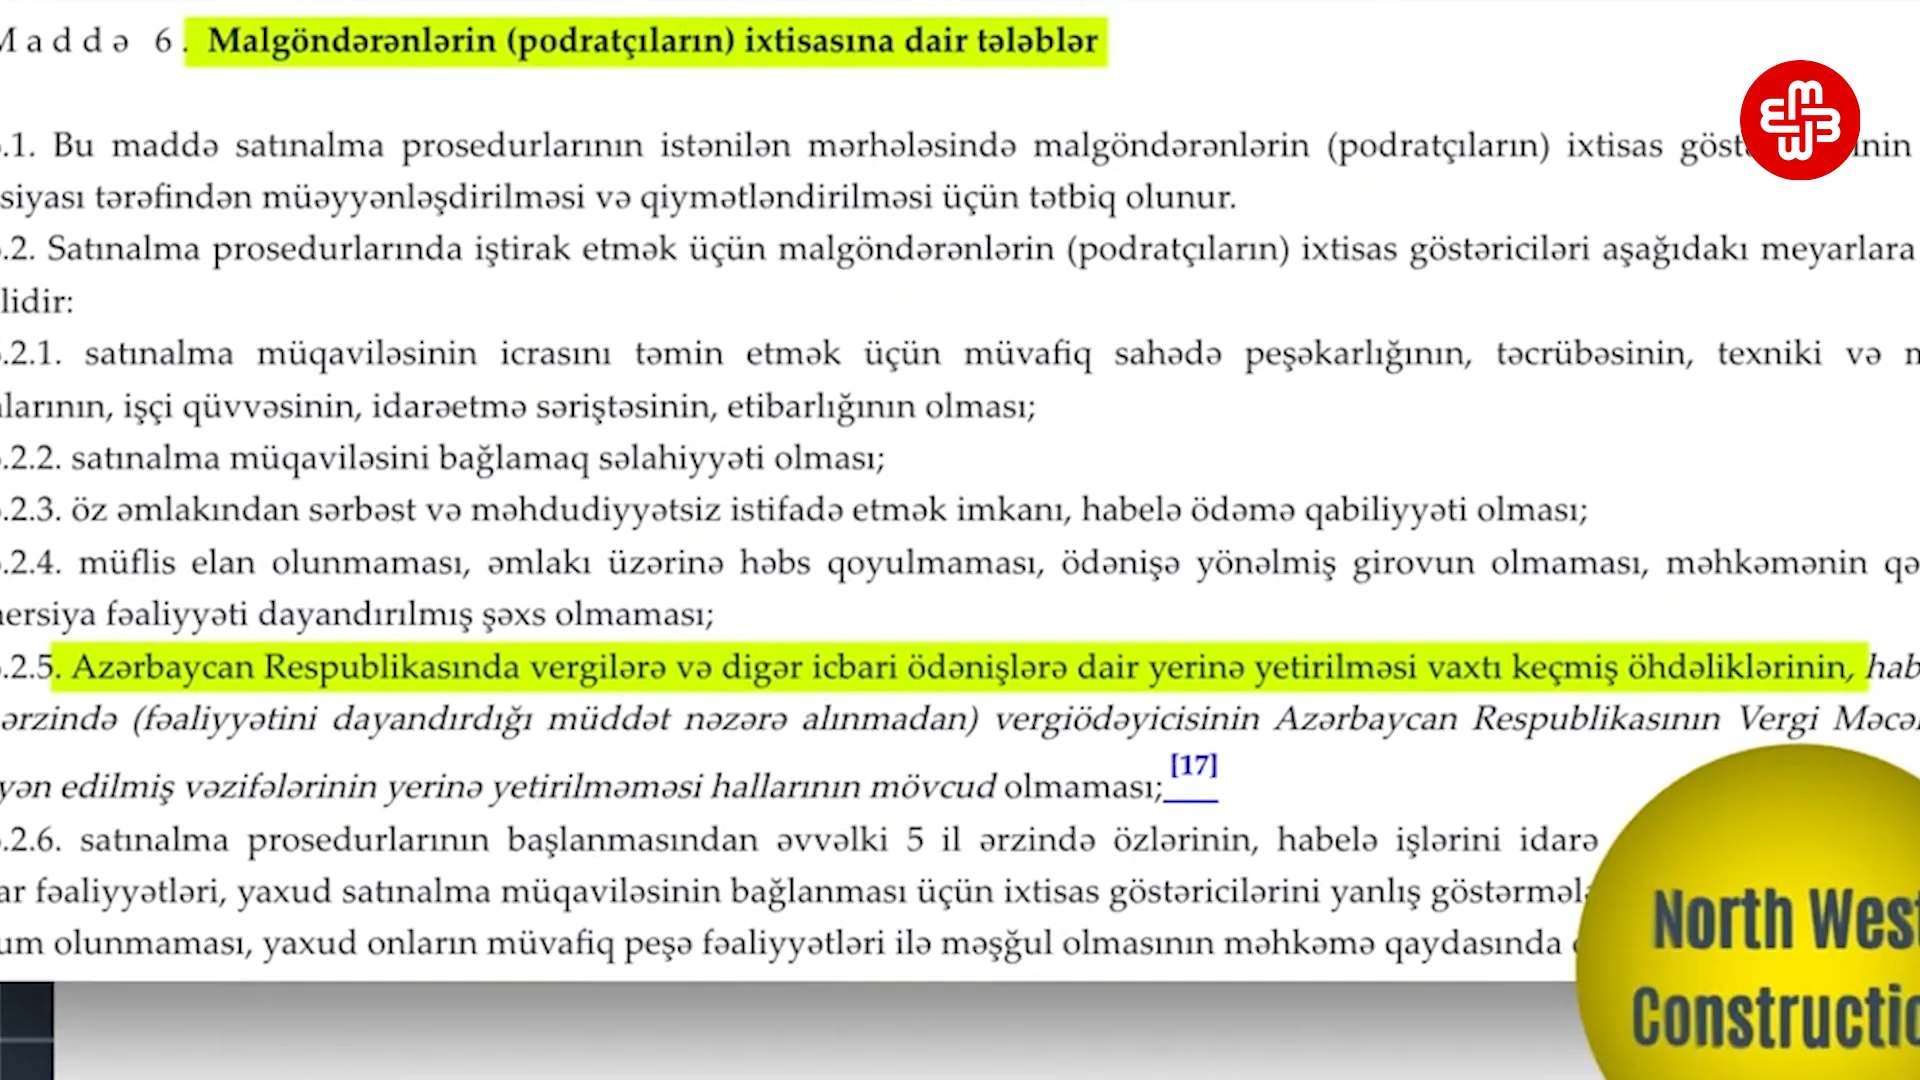 Maddə 6. Malgöndərənlərin (podratçıların) ixtisasına dair tələblər
.1. Bu maddə satınalma prosedurlarının istənilən mərhələsində malgöndərənlərin (podratçıların) ixtisas
siyası tərəfindən müəyyənləşdirilməsi və qiymətləndirilməsi üçün tətbiq olunur.
.2. Satınalma prosedurlarında iştirak etmək üçün malgöndərənlərin (podratçıların) ixtisas göstəriciləri aşağıdakı meyarlara
lidir:
.2.1. satınalma müqaviləsinin icrasını təmin etmək üçün müvafiq sahədə peşəkarlığının, təcrübəsinin, texniki və
larının, işçi qüvvəsinin, idarəetmə səriştəsinin, etibarlığının olması;
.2.2. satınalma müqaviləsini bağlamaq səlahiyyəti olması;
.2.3. öz əmlakından sərbəst və məhdudiyyətsiz istifadə etmək imkanı, habelə ödəmə qabiliyyəti olması;
.2.4. müflis elan olunmaması, əmlakı üzərinə həbs qoyulmaması, ödənişə yönəlmiş girovun olmaması, məhkəmənin qə
ersiya fəaliyyəti dayandırılmış şəxs olmaması;
.2.5. Azərbaycan Respublikasında vergilərə və digər icbari ödənişlərə dair yerinə yetirilməsi vaxtı keçmiş öhdəliklərinin, hab
ərzində (fəaliyyətini dayandırdığı müddət nəzərə alınmadan) vergiödəyicisinin Azərbaycan Respublikasının Vergi Məcəl
yən edilmiş vəzifələrinin yerinə yetirilməməsi hallarının mövcud olmaması;[17]
.2.6. satınalma prosedurlarının başlanmasından əvvəlki 5 il ərzində özlərinin, habelə işlərini idarə
ar fəaliyyətləri, yaxud satınalma müqaviləsinin bağlanması üçün ixtisas göstəricilərini yanlış göstərmələ
um olunmaması, yaxud onların müvafiq peşə fəaliyyətləri ilə məşğul olmasının məhkəmə qaydasında
North West
Constructio